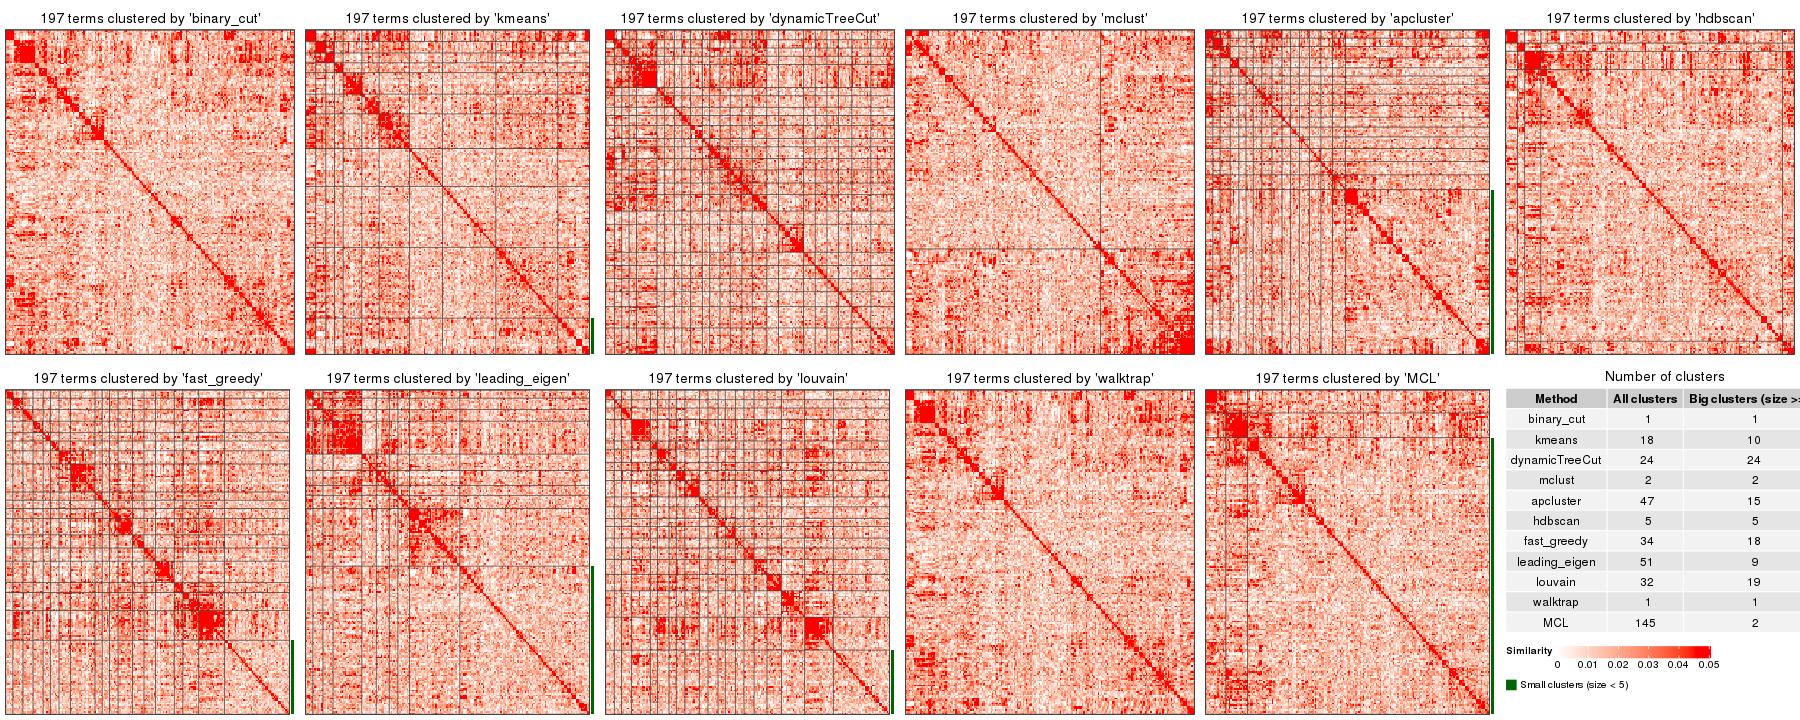 197 terms clustered by 'binary_cut'
197 terms clustered by 'kmeans'
197 terms clustered by 'dynamicTreeCut'
197 terms clustered by 'mclust'
197 terms clustered by 'apcluster'
197 terms clustered by 'hdbscan'
197 terms clustered by 'fast_greedy'
197 terms clustered by 'leading_eigen'
197 terms clustered by 'louvain'
197 terms clustered by 'walktrap'
197 terms clustered by 'MCL'
Number of clusters
Method All clusters Big clusters (size >=
binary_cut 1 1
kmeans 18 10
dynamicTreeCut 24 24
mclust 2 2
apcluster 47 15
hdbscan 5 5
fast_greedy 34 18
leading_eigen 51 9
louvain 32 19
walktrap 1 1
MCL 145 2
Similarity
0 0.01 0.02 0.03 0.04 0.05
Small clusters (size < 5)